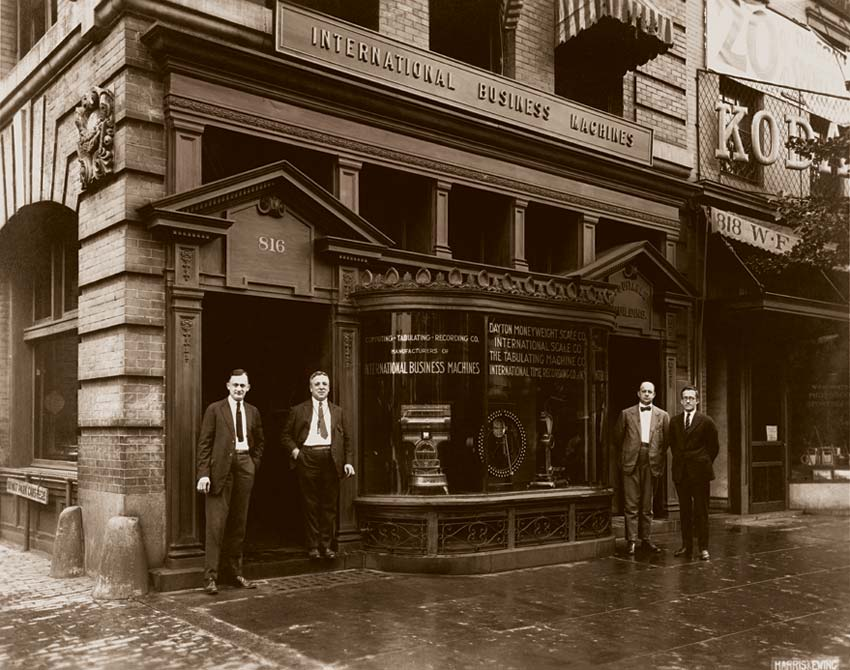 INTERNATIONAL BUSINESS MACHINES
KODA
818 W. F.
816
BUILDING.
COMPUTING-TABULATING-RECORDING CO.
MANUFACTURERS OF
INTERNATIONAL BUSINESS MACHINES
DAYTON MONEYWEIGHT SCALE CO.
INTERNATIONAL SCALE CO.
THE TABULATING MACHINE CO.
INTERNATIONAL TIME RECORDING CO.
HARRIS & EWING